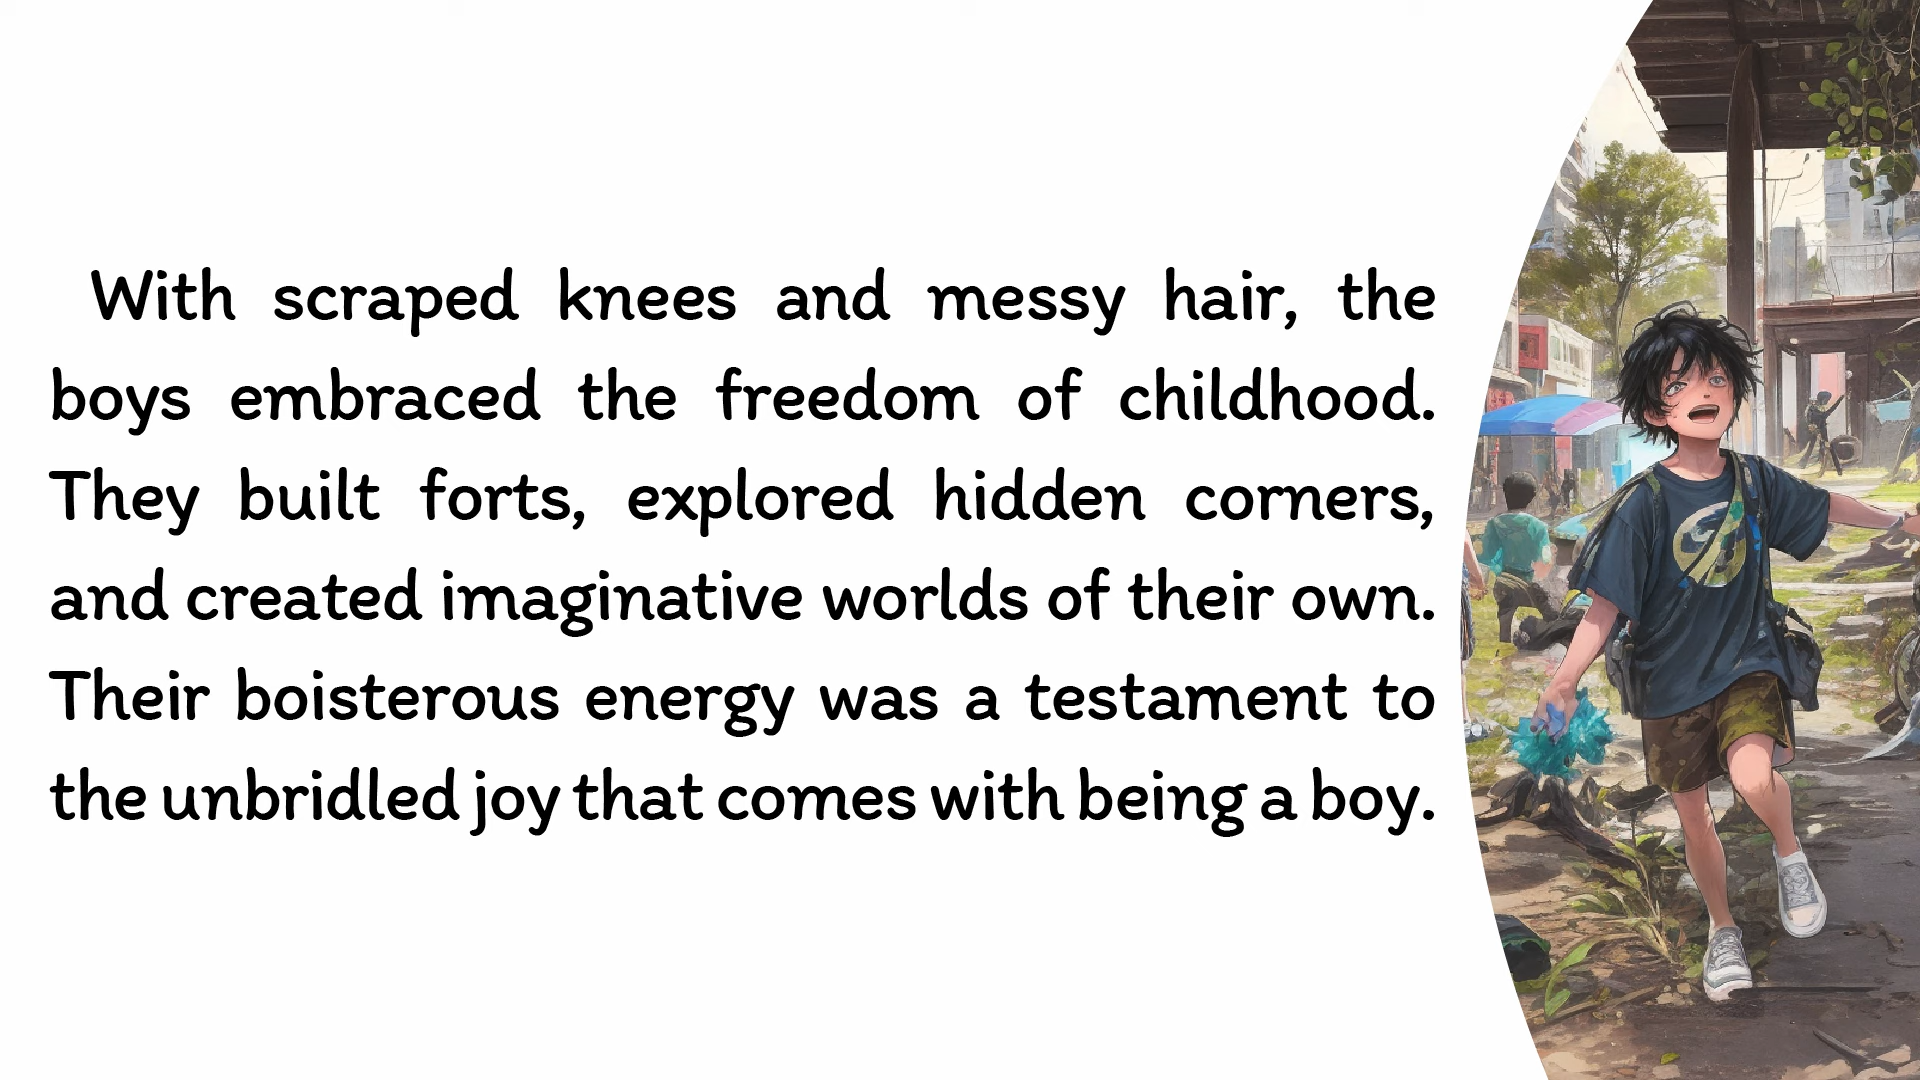 With scraped knees and messy hair, the
boys embraced the freedom of childhood.
They built forts, explored hidden corners,
and created imaginative worlds of their own.
Their boisterous energy was a testament to
the unbridled joy that comes with being a boy.